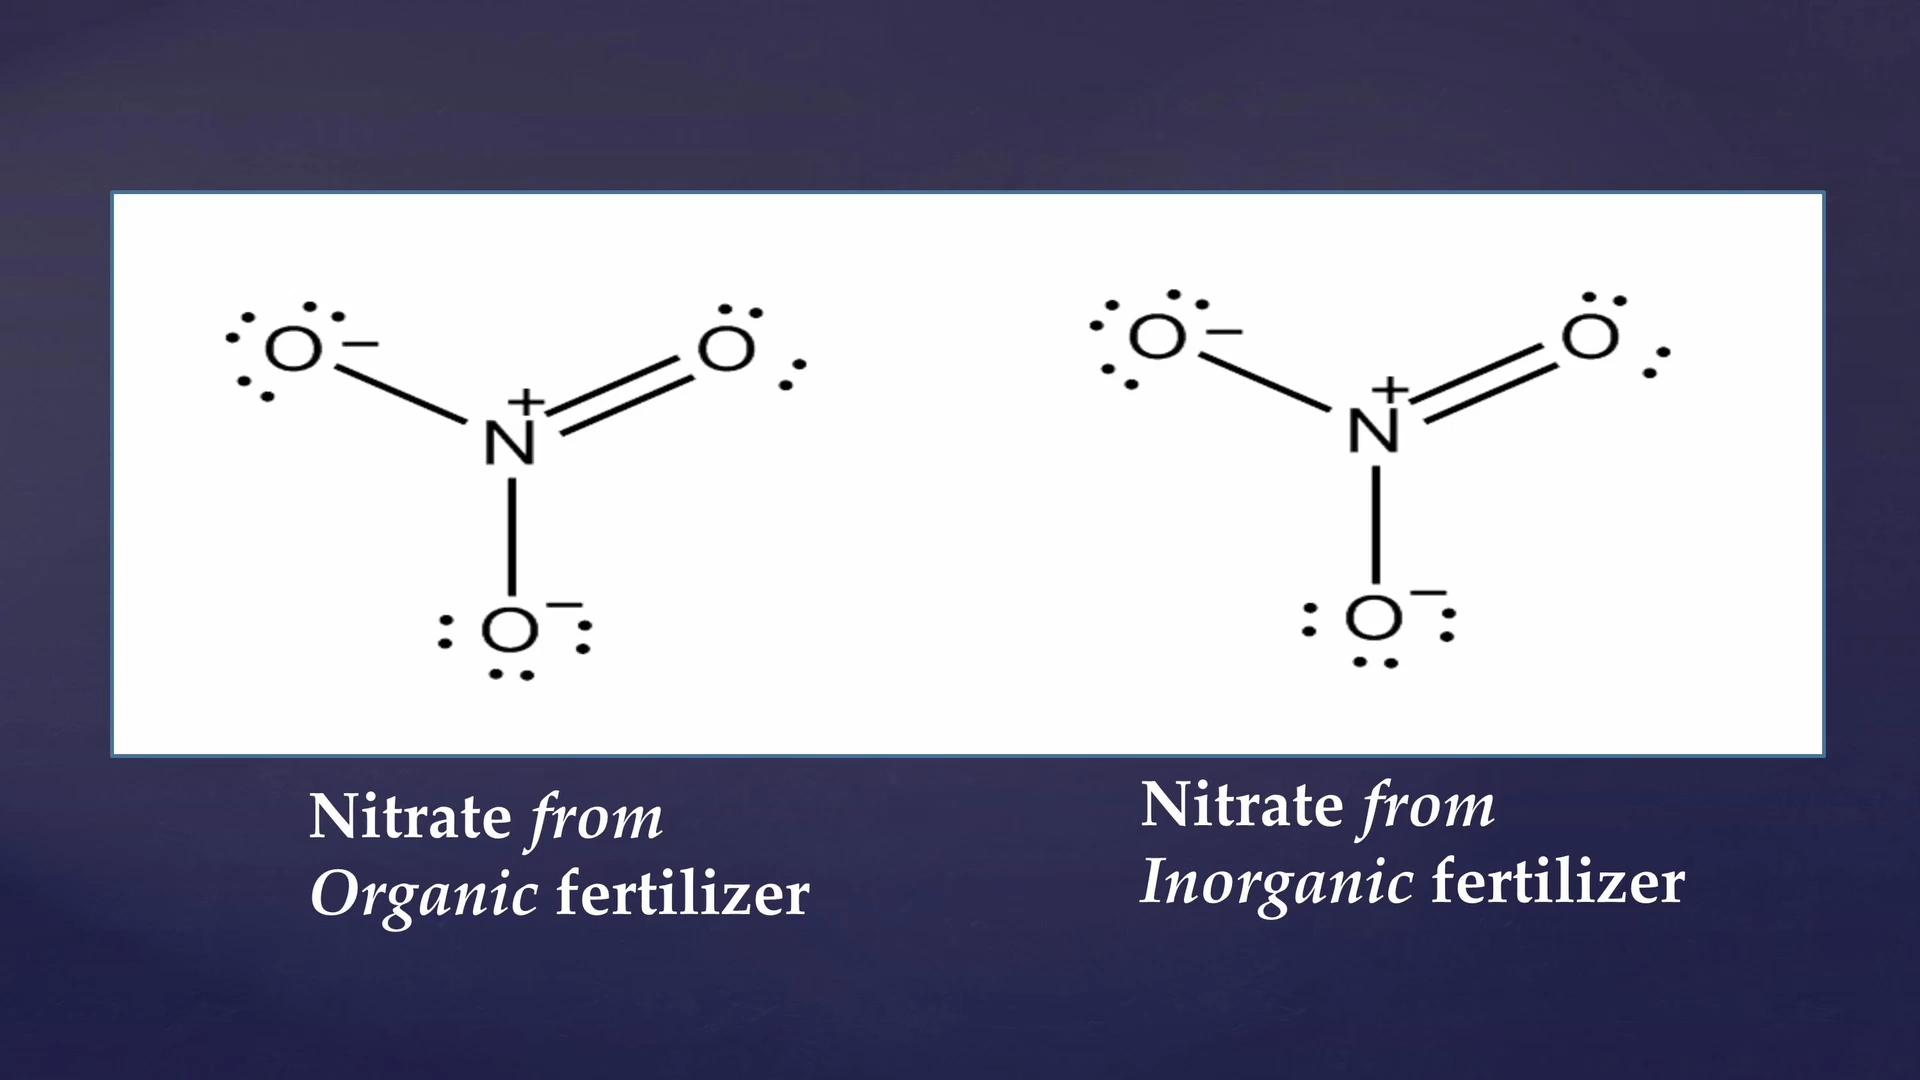 O− O
N+
O−
O− O
N+
O−
Nitrate from
Organic fertilizer
Nitrate from
Inorganic fertilizer